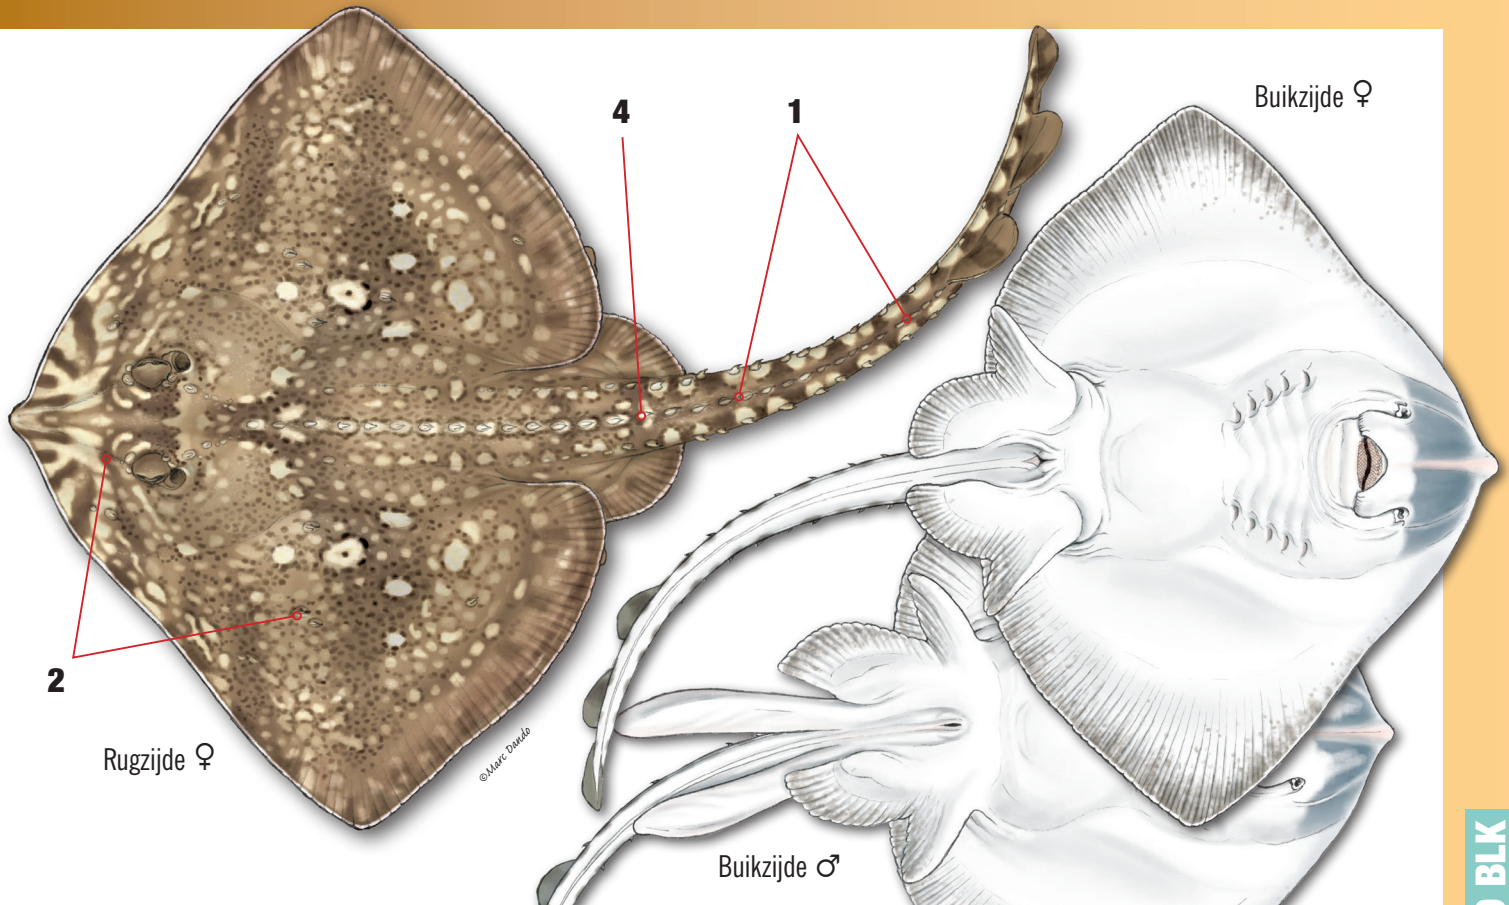 Buikzijde ♀
4
1
2
Rugzijde ♀
©Marc Dando
Buikzijde ♂
BLK